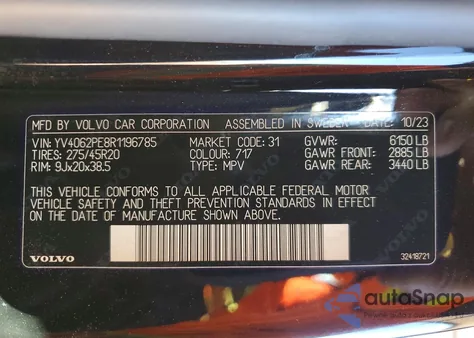 MFD. BY VOLVO CAR CORPORATION ASSEMBLED IN SWEDEN DATE: 10/23
VIN: YV4062PE8R1196785 MARKET CODE: 31 GVWR: 6150 LB
TIRES: 275/45R20 COLOUR: 717 GAWR FRONT: 2885 LB
RIM: 9Jx20x38.5 TYPE: MPV GAWR REAR: 3440 LB
THIS VEHICLE CONFORMS TO ALL APPLICABLE FEDERAL MOTOR
VEHICLE SAFETY AND THEFT PREVENTION STANDARDS IN EFFECT
ON THE DATE OF MANUFACTURE SHOWN ABOVE.
VOLVO 32418721
autoSnap